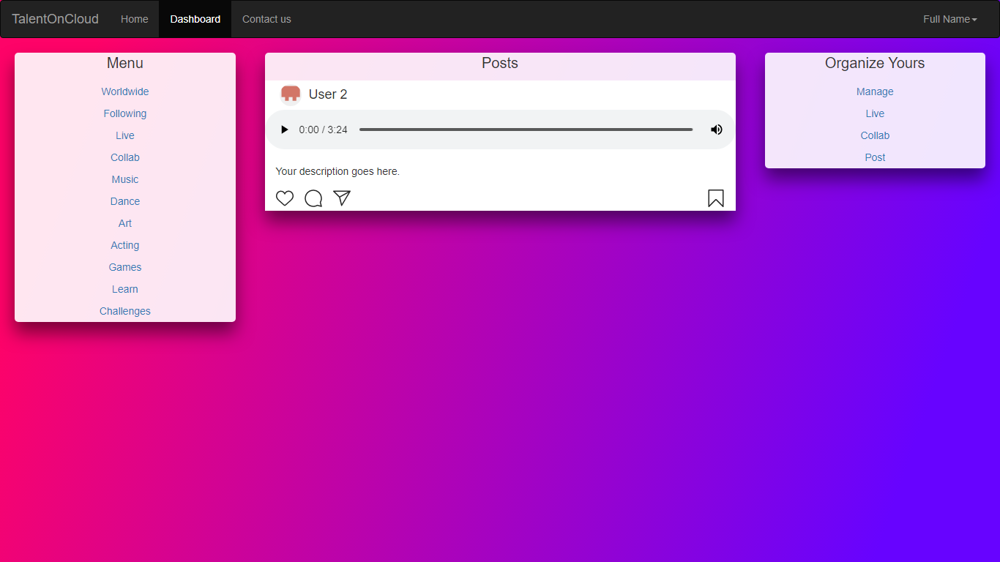 TalentOnCloud Home Dashboard Contact us Full Name
Menu
Worldwide
Following
Live
Collab
Music
Dance
Art
Acting
Games
Learn
Challenges
Posts
User 2
0:00 / 3:24
Your description goes here.
Organize Yours
Manage
Live
Collab
Post